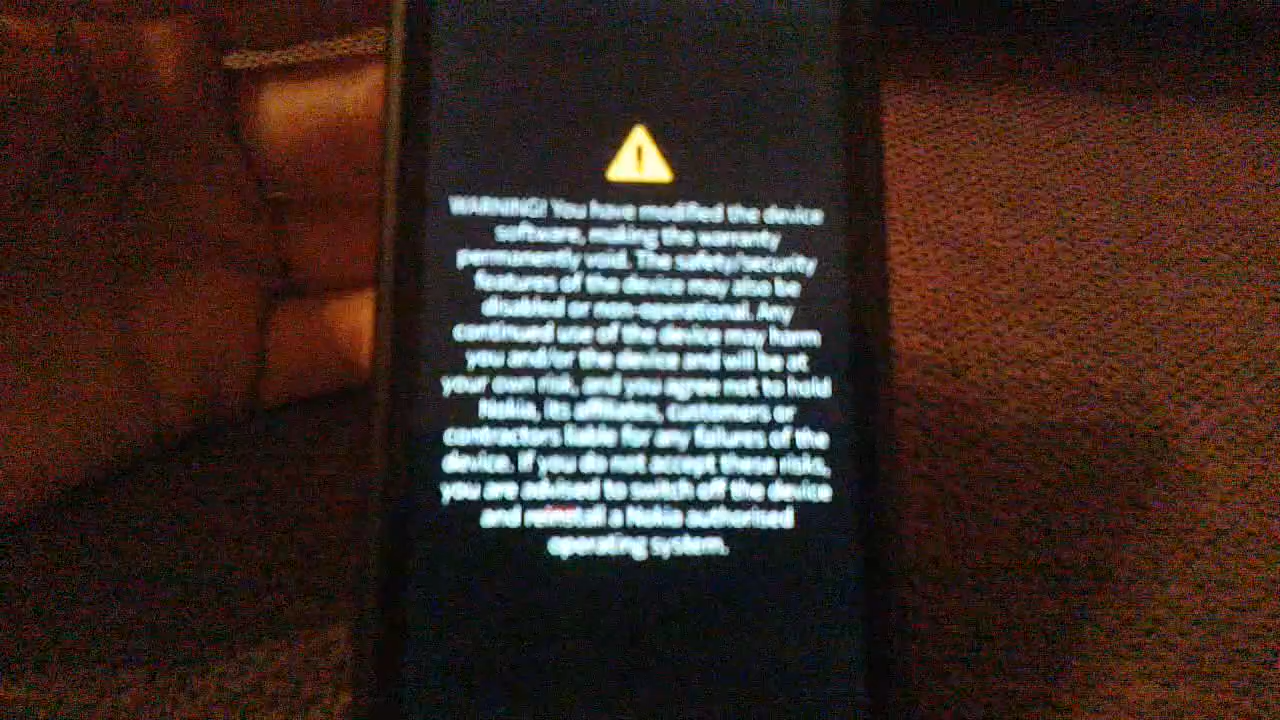 WARNING! You have modified the device
software, making the warranty
permanently void. The safety/security
features of the device may also be
disabled or non-operational. Any
continued use of the device may harm
you and/or the device and will be at
your own risk, and you agree not to hold
Nokia, its affiliates, customers or
contractors liable for any failures of the
device. If you do not accept these risks,
you are advised to switch off the device
and reinstall a Nokia authorised
operating system.